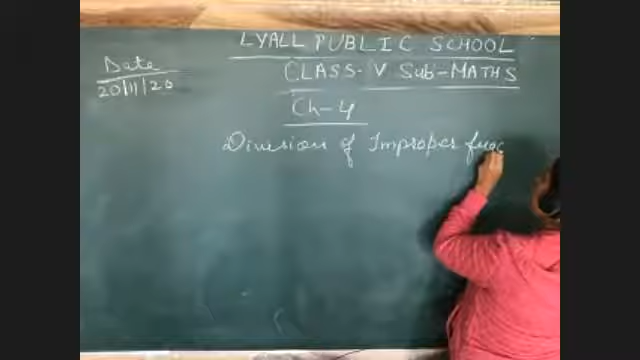 LYALL PUBLIC SCHOOL
Date
CLASS-V Sub-MATHS
20/11/20
Ch-4
Division of Improper frac